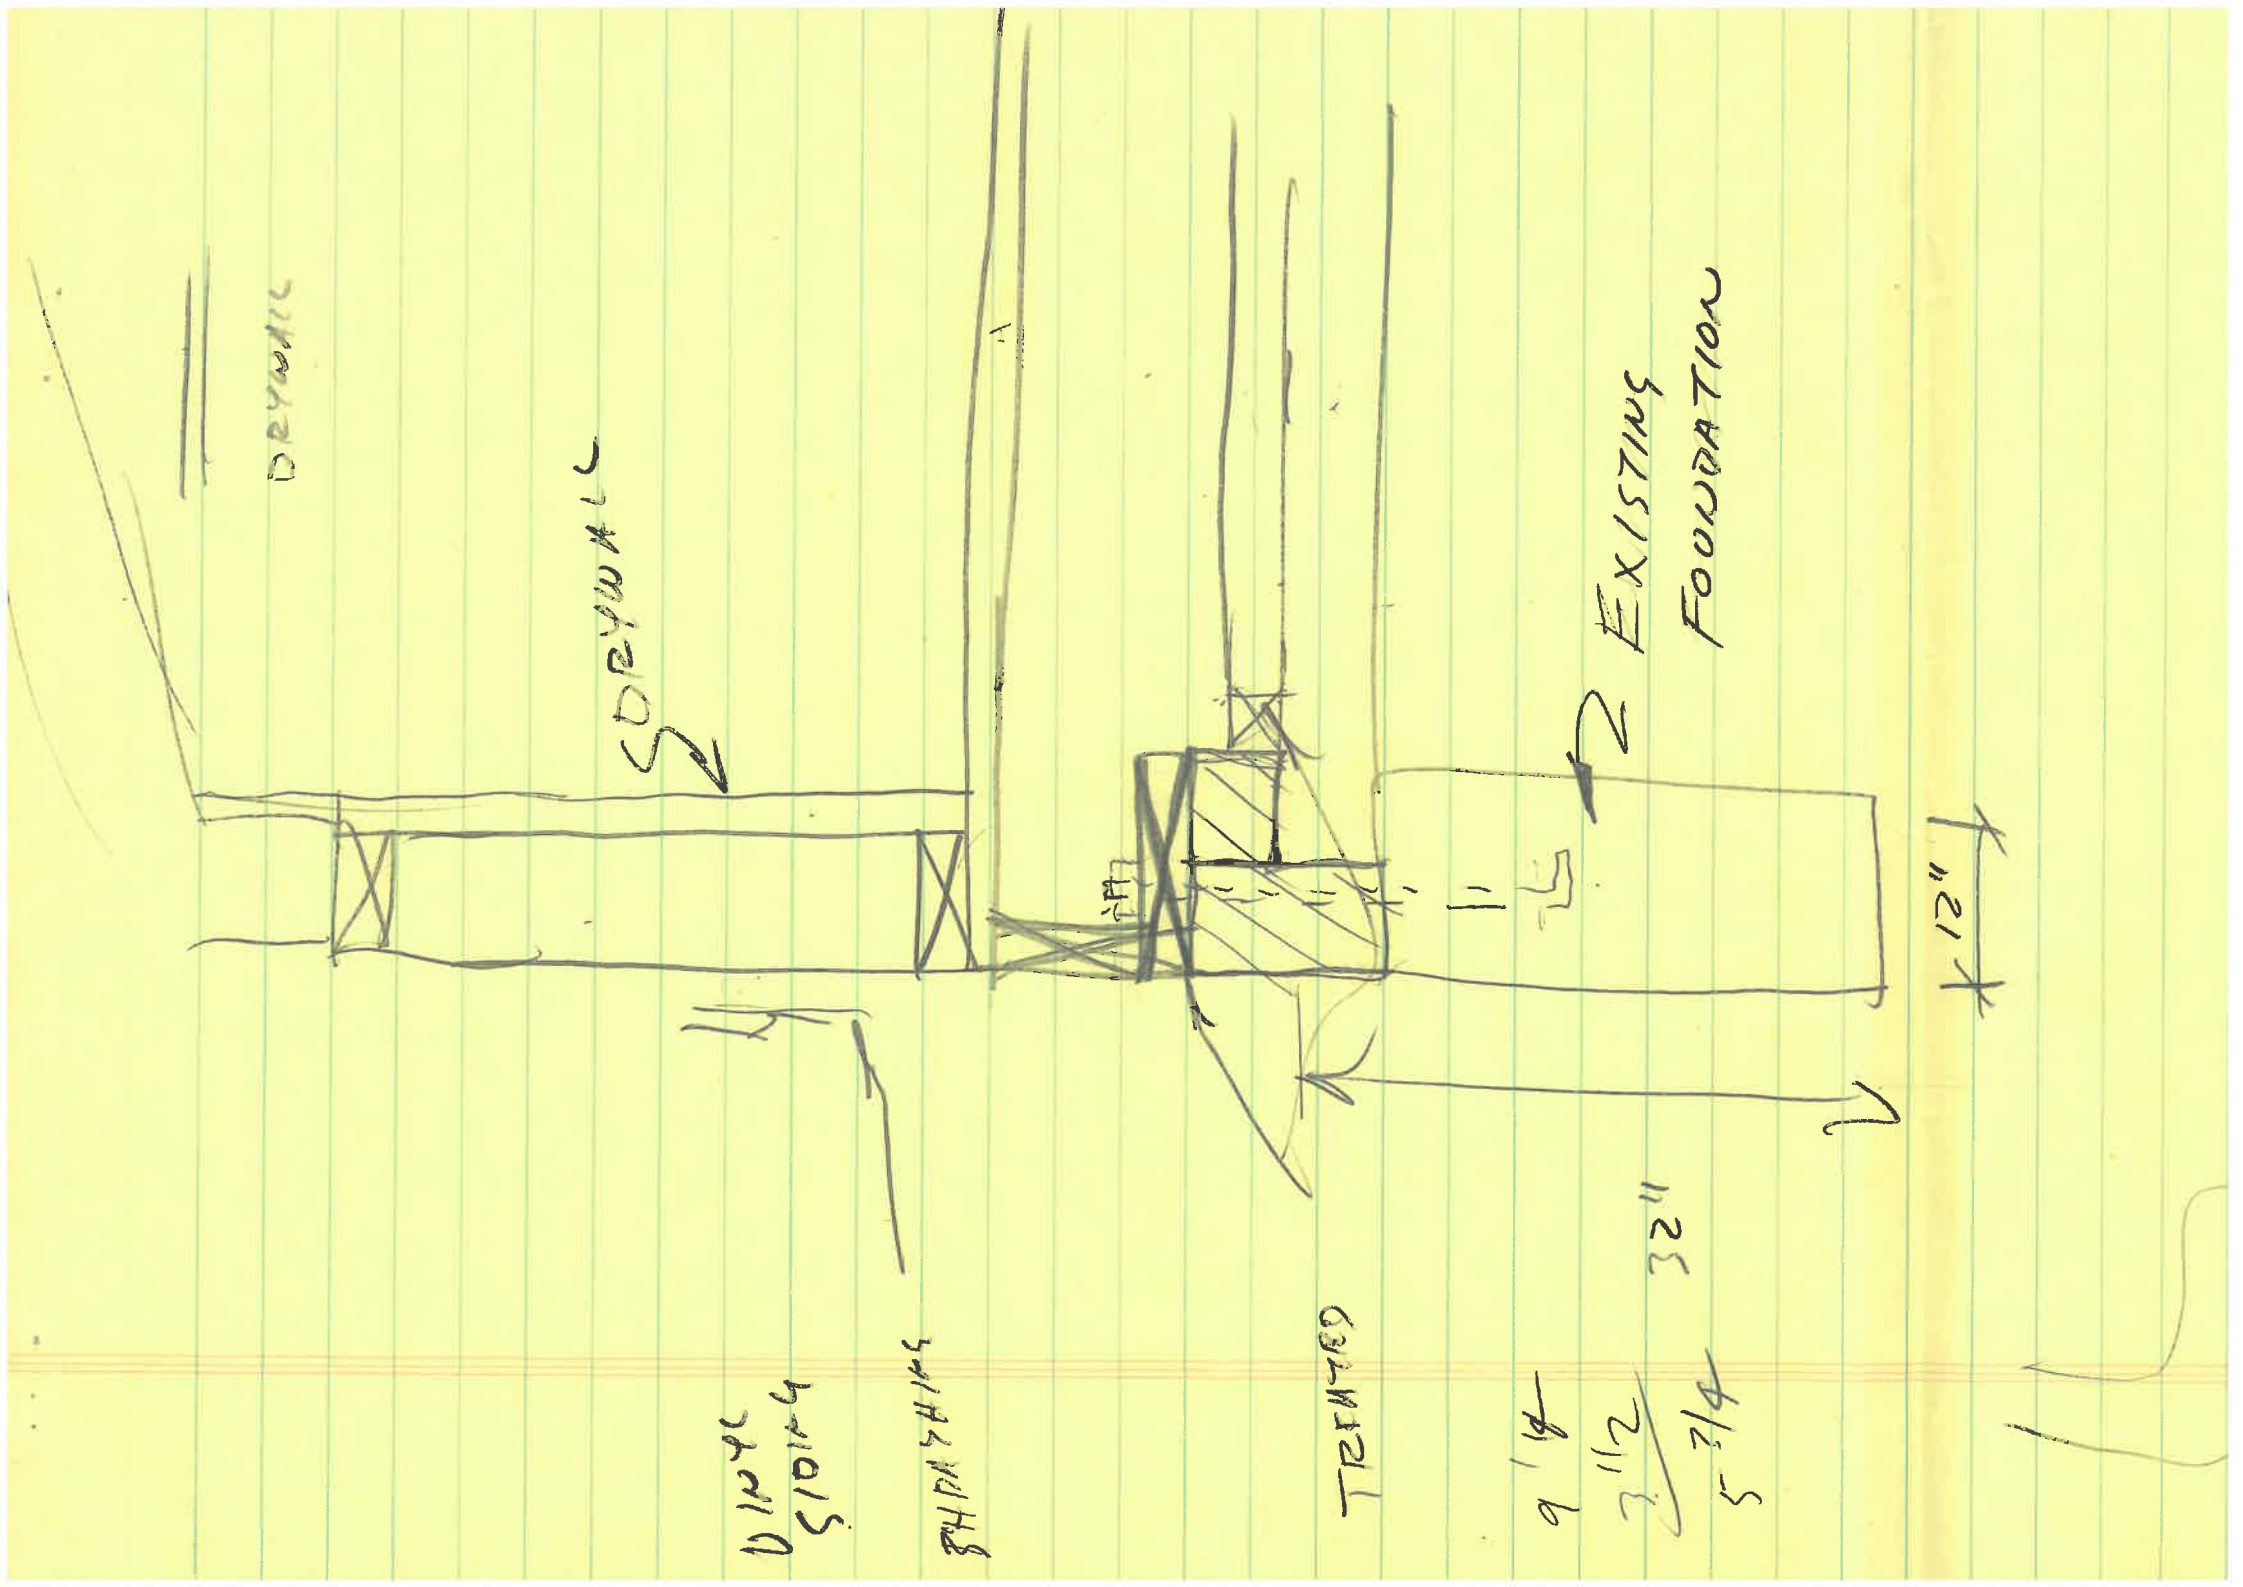 DRYWALL
DRYWALL
VINYL
SIDING
SHEATHING
TREATED
9 1/4
3 1/2
5 3/4
32"
EXISTING
FOUNDATION
12"